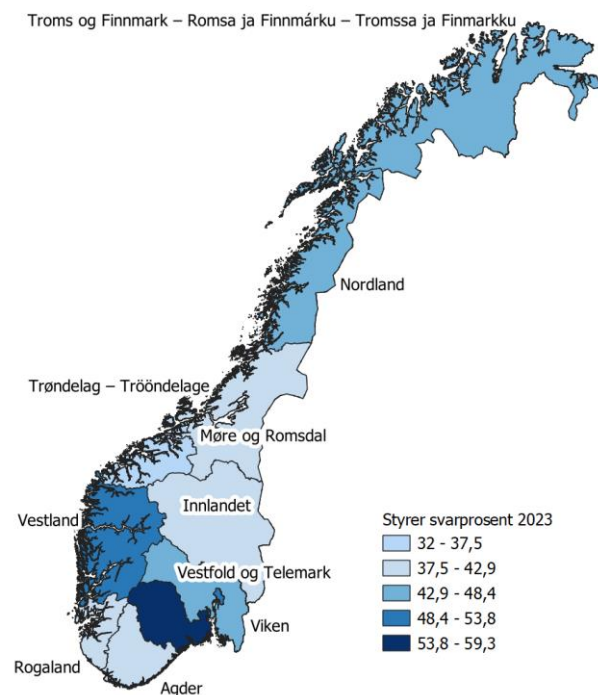 Troms og Finnmark – Romsa ja Finnmárku – Tromssa ja Finmarkku
Nordland
Trøndelag – Trööndelage
Møre og Romsdal
Innlandet
Vestland
Vestfold og Telemark
Viken
Rogaland
Agder
Styrer svarprosent 2023
32 - 37,5
37,5 - 42,9
42,9 - 48,4
48,4 - 53,8
53,8 - 59,3